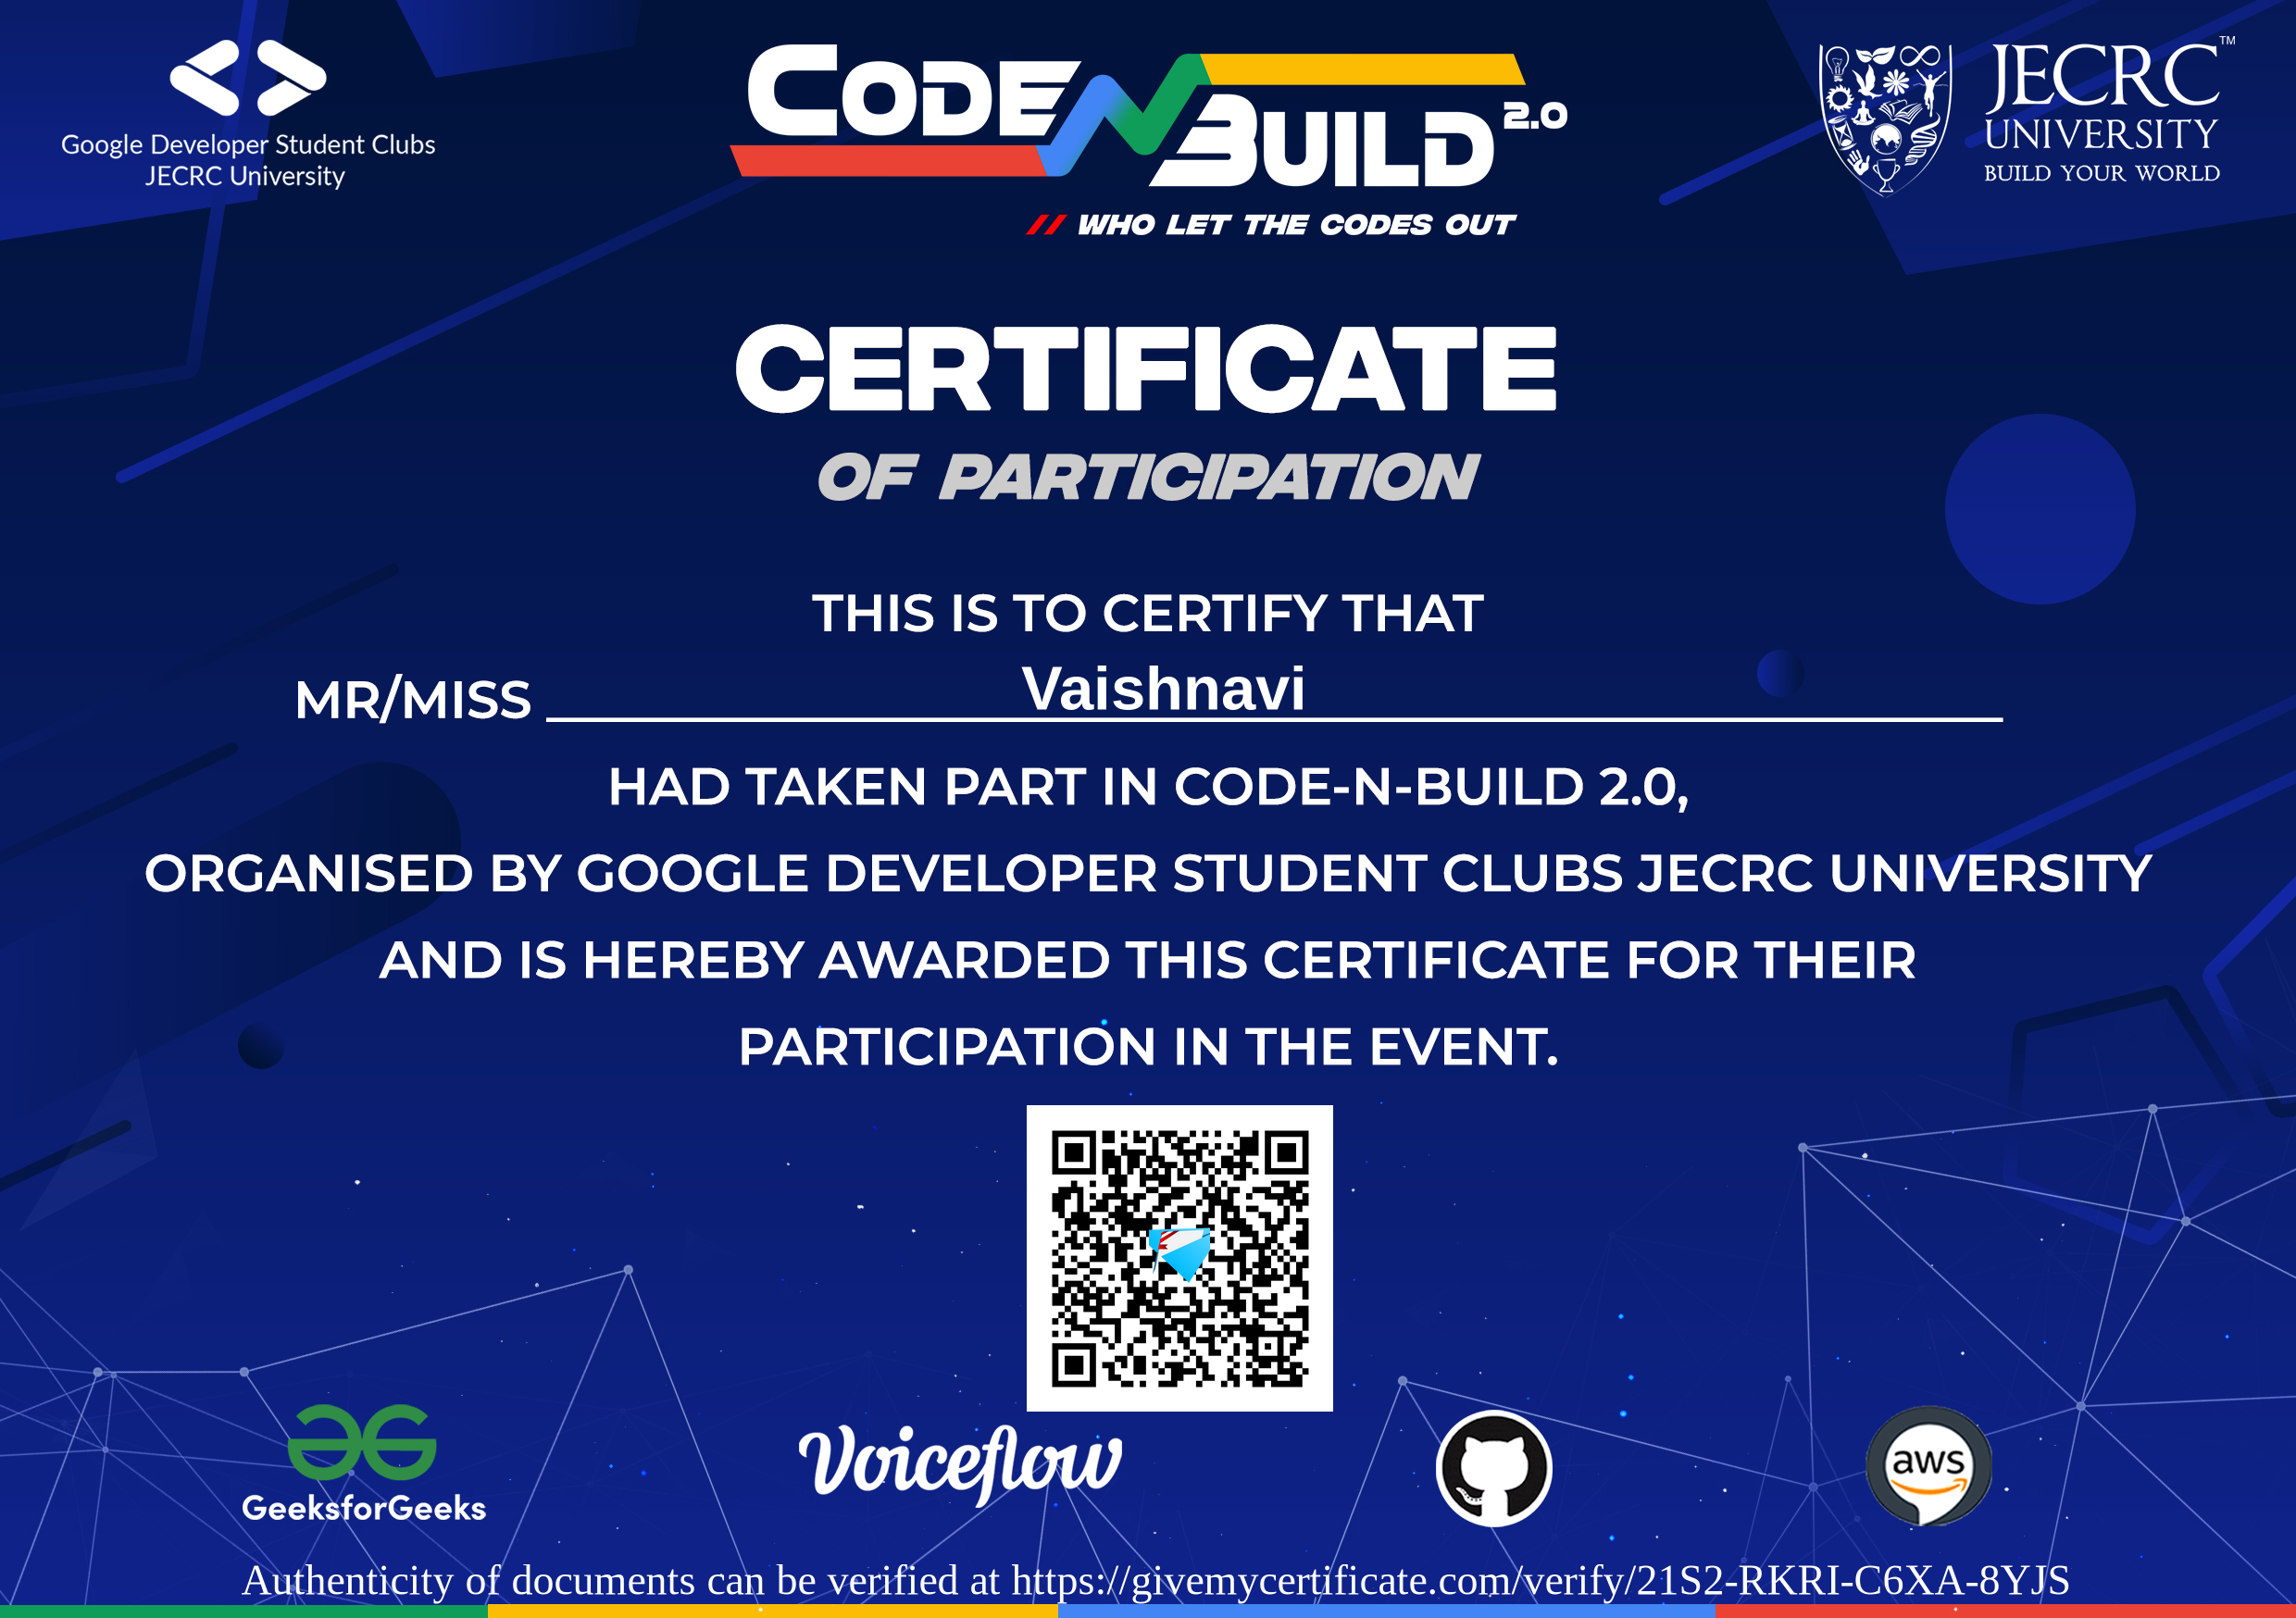 Google Developer Student Clubs
JECRC University
CODE N BUILD 2.0
// WHO LET THE CODES OUT
JECRC™
UNIVERSITY
BUILD YOUR WORLD
CERTIFICATE
OF PARTICIPATION
THIS IS TO CERTIFY THAT
MR/MISS Vaishnavi
HAD TAKEN PART IN CODE-N-BUILD 2.0,
ORGANISED BY GOOGLE DEVELOPER STUDENT CLUBS JECRC UNIVERSITY
AND IS HEREBY AWARDED THIS CERTIFICATE FOR THEIR
PARTICIPATION IN THE EVENT.
GeeksforGeeks
Voiceflow
aws
Authenticity of documents can be verified at https://givemycertificate.com/verify/21S2-RKRI-C6XA-8YJS